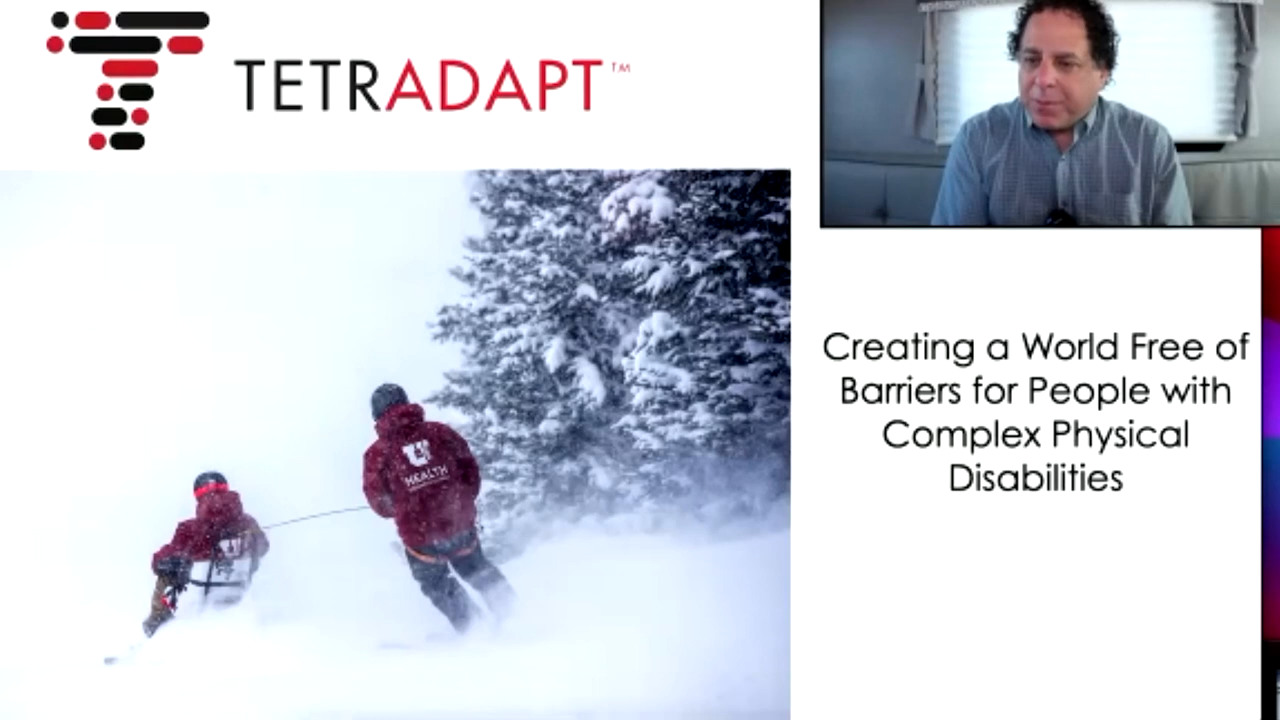 TETRADAPT™
U
HEALTH
Creating a World Free of
Barriers for People with
Complex Physical
Disabilities